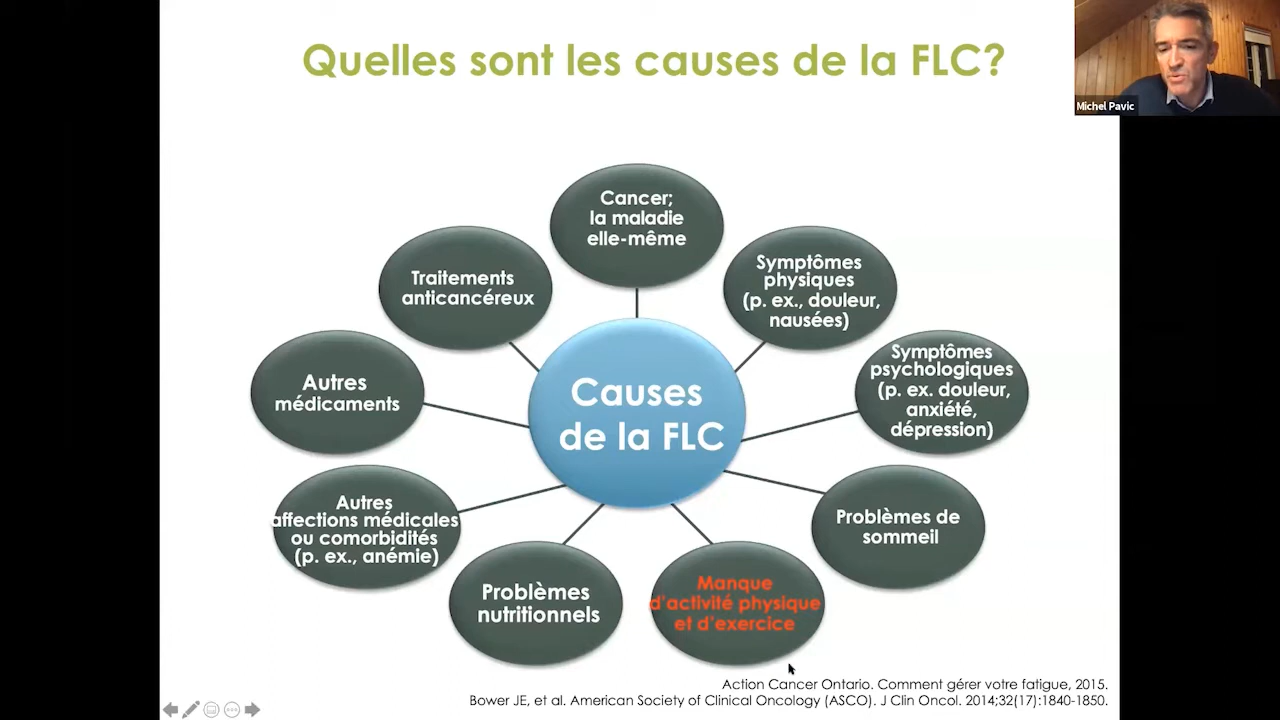 Quelles sont les causes de la FLC?
Michel Pavic
Cancer;
la maladie
elle-même
Traitements
anticancéreux
Symptômes
physiques
(p. ex., douleur,
nausées)
Autres
médicaments
Causes
de la FLC
Symptômes
psychologiques
(p. ex. douleur,
anxiété,
dépression)
Autres
affections médicales
ou comorbidités
(p. ex., anémie)
Problèmes de
sommeil
Problèmes
nutritionnels
Manque
d'activité physique
et d'exercice
Action Cancer Ontario. Comment gérer votre fatigue, 2015.
Bower JE, et al. American Society of Clinical Oncology (ASCO). J Clin Oncol. 2014;32(17):1840-1850.